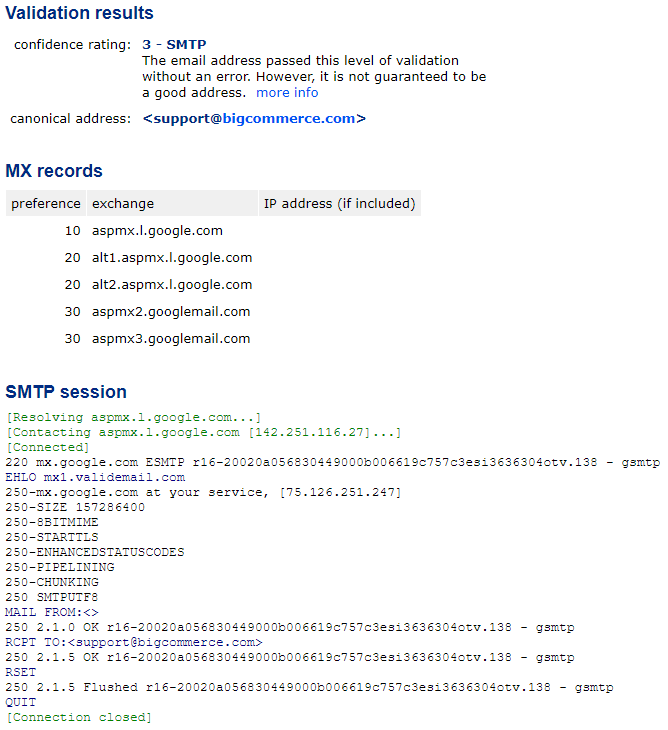 Validation results
confidence rating: 3 - SMTP
The email address passed this level of validation
without an error. However, it is not guaranteed to be
a good address. more info
canonical address: <support@bigcommerce.com>
MX records
preference exchange IP address (if included)
10 aspmx.l.google.com
20 alt1.aspmx.l.google.com
20 alt2.aspmx.l.google.com
30 aspmx2.googlemail.com
30 aspmx3.googlemail.com
SMTP session
[Resolving aspmx.l.google.com...]
[Contacting aspmx.l.google.com [142.251.116.27]...]
[Connected]
220 mx.google.com ESMTP r16-20020a056830449000b006619c757c3esi3636304otv.138 - gsmtp
EHLO mx1.validemail.com
250-mx.google.com at your service, [75.126.251.247]
250-SIZE 157286400
250-8BITMIME
250-STARTTLS
250-ENHANCEDSTATUSCODES
250-PIPELINING
250-CHUNKING
250 SMTPUTF8
MAIL FROM:<>
250 2.1.0 OK r16-20020a056830449000b006619c757c3esi3636304otv.138 - gsmtp
RCPT TO:<support@bigcommerce.com>
250 2.1.5 OK r16-20020a056830449000b006619c757c3esi3636304otv.138 - gsmtp
RSET
250 2.1.5 Flushed r16-20020a056830449000b006619c757c3esi3636304otv.138 - gsmtp
QUIT
[Connection closed]